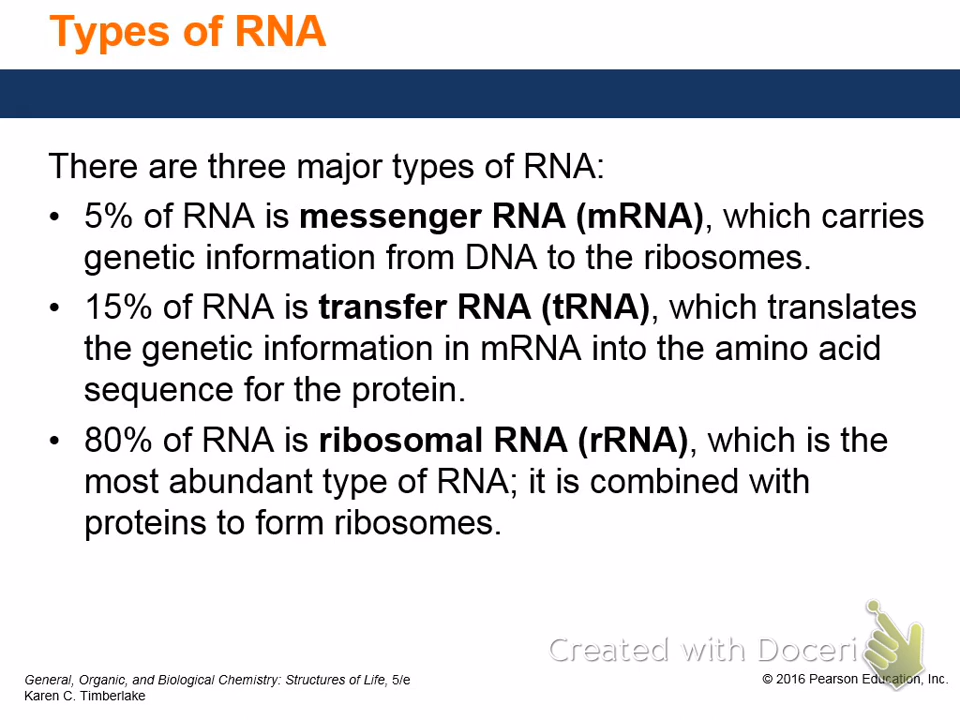 Types of RNA
There are three major types of RNA:
• 5% of RNA is messenger RNA (mRNA), which carries
genetic information from DNA to the ribosomes.
• 15% of RNA is transfer RNA (tRNA), which translates
the genetic information in mRNA into the amino acid
sequence for the protein.
• 80% of RNA is ribosomal RNA (rRNA), which is the
most abundant type of RNA; it is combined with
proteins to form ribosomes.
Created with Doceri
General, Organic, and Biological Chemistry: Structures of Life, 5/e
Karen C. Timberlake
© 2016 Pearson Education, Inc.